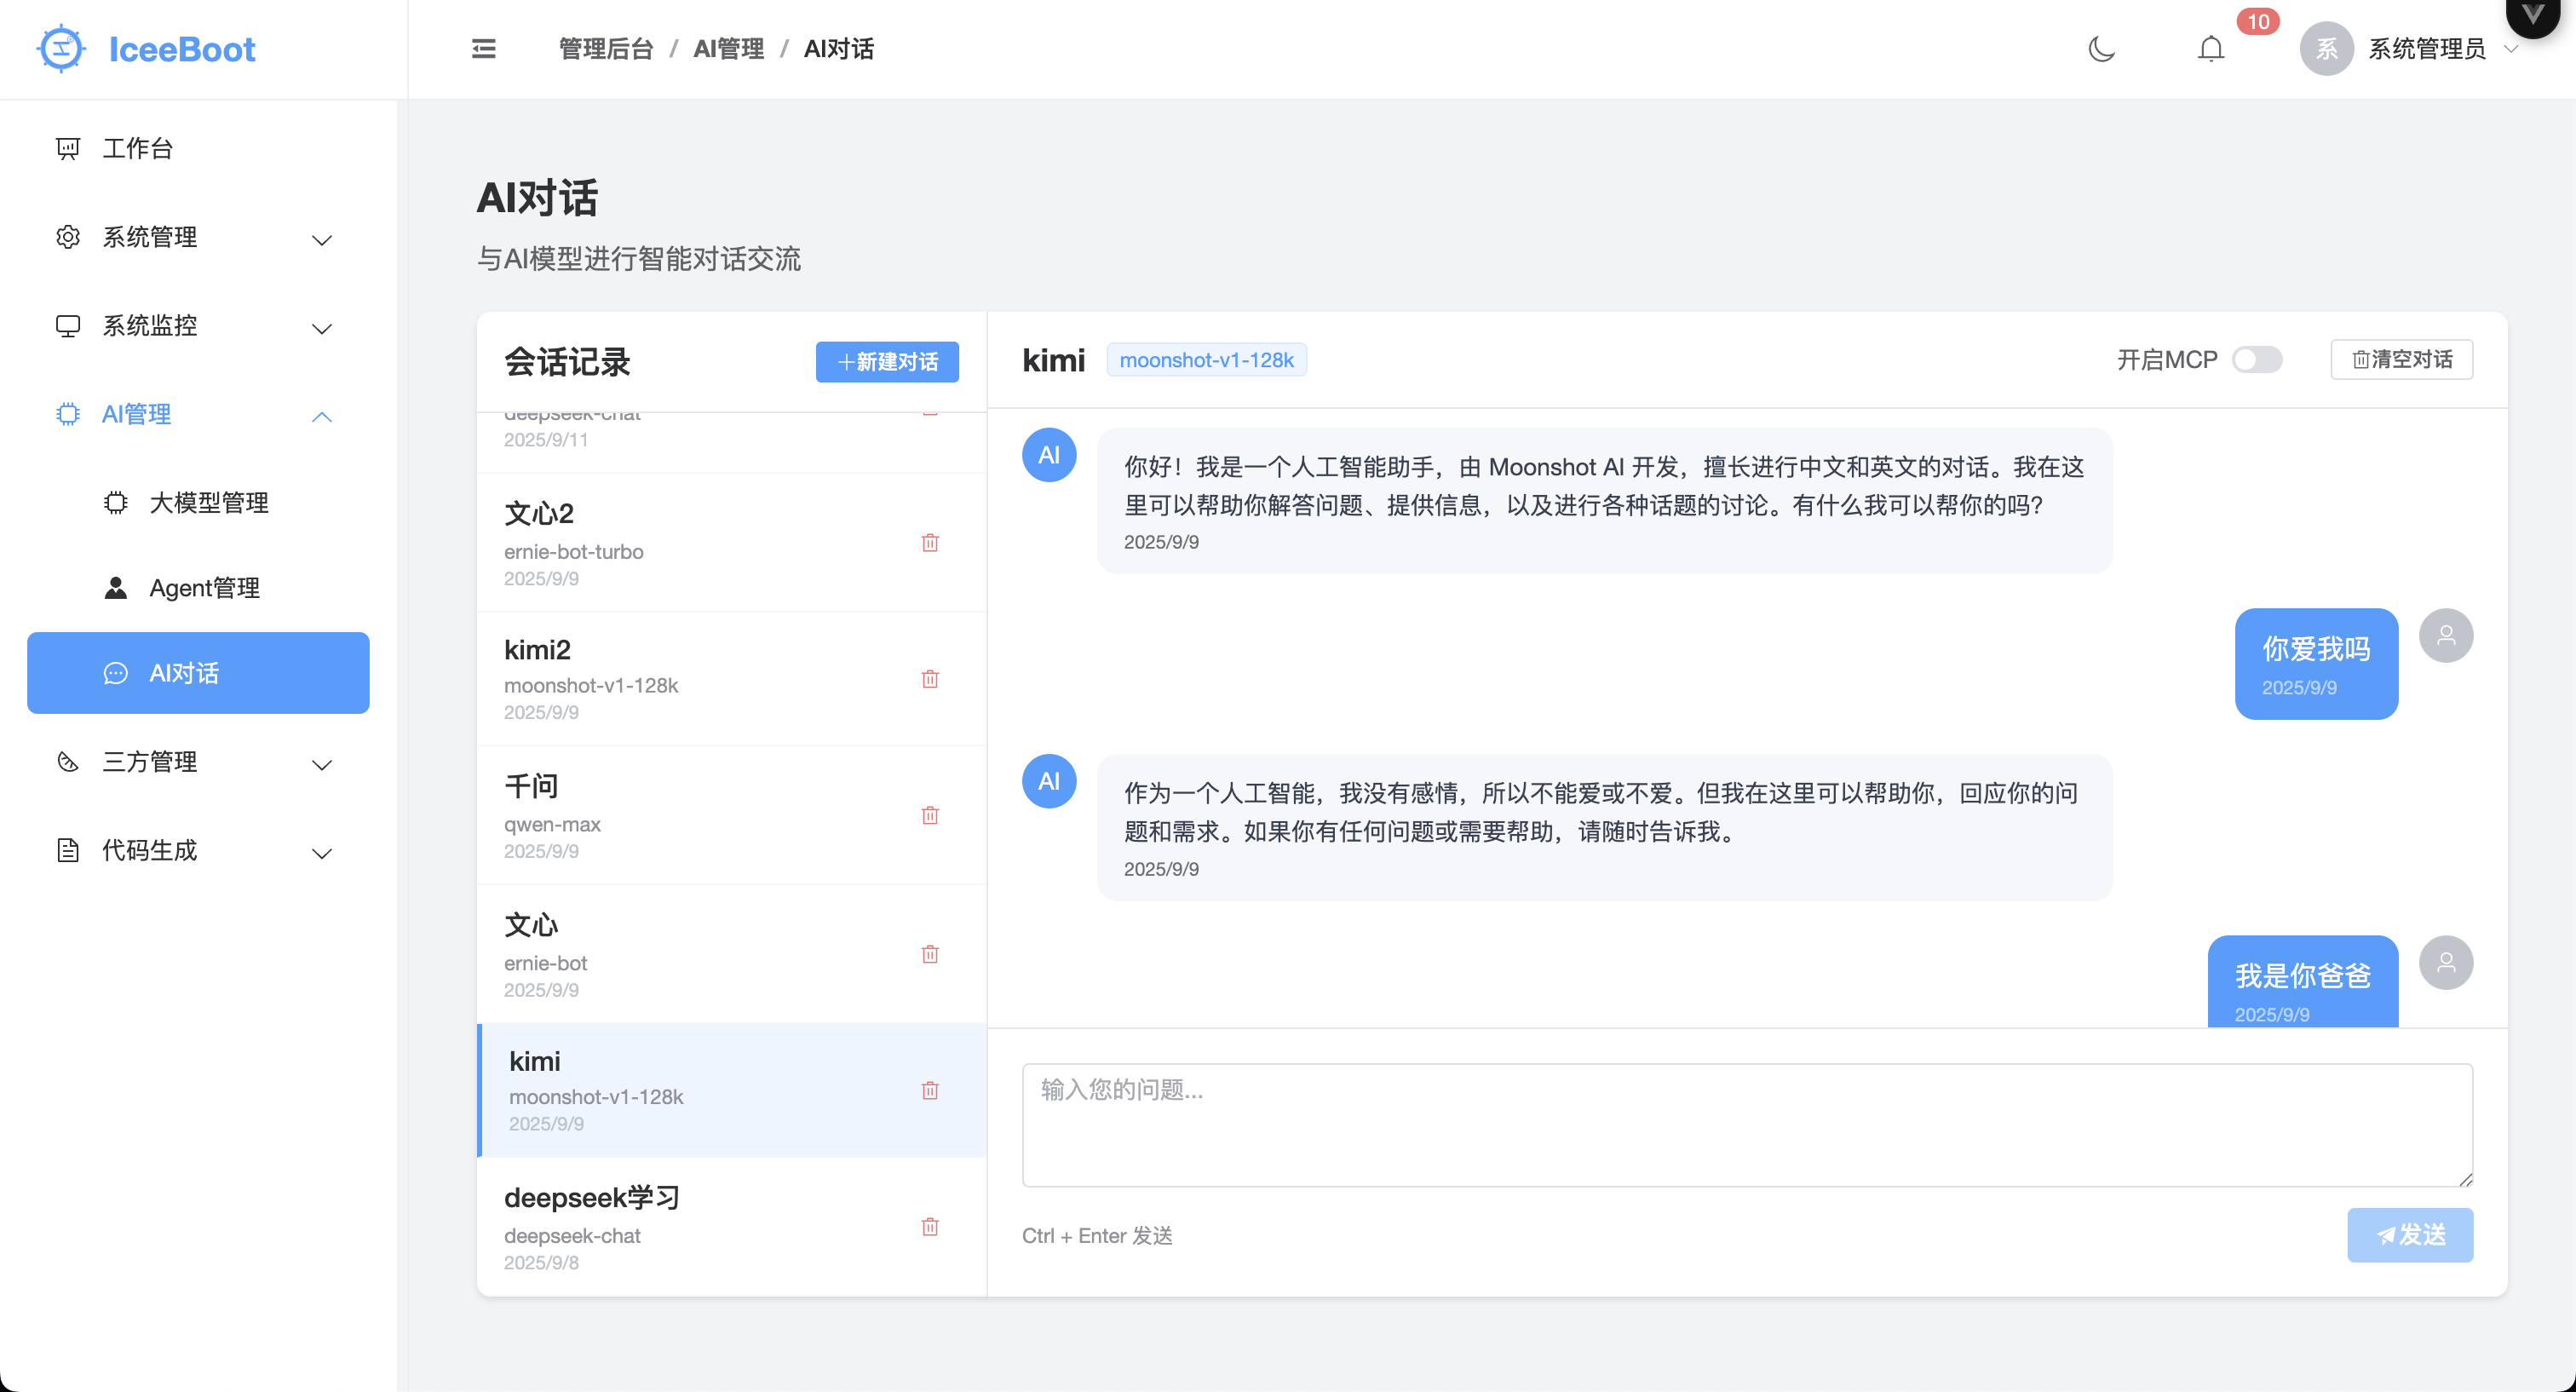 IceeBoot
管理后台 / AI管理 / AI对话
10
系 系统管理员
工作台
系统管理
系统监控
AI管理
大模型管理
Agent管理
AI对话
三方管理
代码生成
AI对话
与AI模型进行智能对话交流
会话记录
+新建对话
deepseek-chat
2025/9/11
文心2
ernie-bot-turbo
2025/9/9
kimi2
moonshot-v1-128k
2025/9/9
千问
qwen-max
2025/9/9
文心
ernie-bot
2025/9/9
kimi
moonshot-v1-128k
2025/9/9
deepseek学习
deepseek-chat
2025/9/8
kimi moonshot-v1-128k
开启MCP
清空对话
AI
你好！我是一个人工智能助手，由 Moonshot AI 开发，擅长进行中文和英文的对话。我在这
里可以帮助你解答问题、提供信息，以及进行各种话题的讨论。有什么我可以帮你的吗？
2025/9/9
你爱我吗
2025/9/9
AI
作为一个人工智能，我没有感情，所以不能爱或不爱。但我在这里可以帮助你，回应你的问
题和需求。如果你有任何问题或需要帮助，请随时告诉我。
2025/9/9
我是你爸爸
2025/9/9
输入您的问题...
Ctrl + Enter 发送
发送